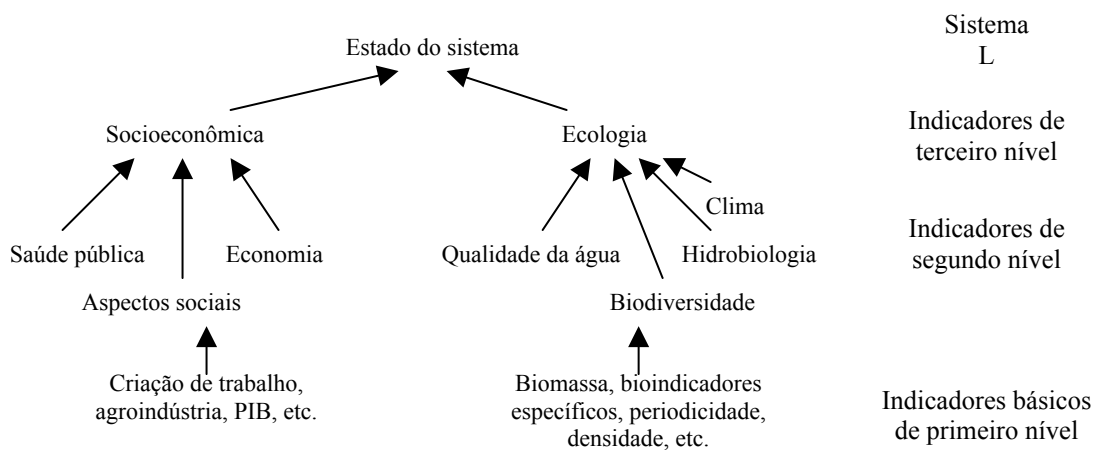 Sistema
L
Estado do sistema
Socioeconômica
Ecologia
Indicadores de
terceiro nível
Clima
Saúde pública
Economia
Qualidade da água
Hidrobiologia
Indicadores de
segundo nível
Aspectos sociais
Biodiversidade
Criação de trabalho,
agroindústria, PIB, etc.
Biomassa, bioindicadores
específicos, periodicidade,
densidade, etc.
Indicadores básicos
de primeiro nível